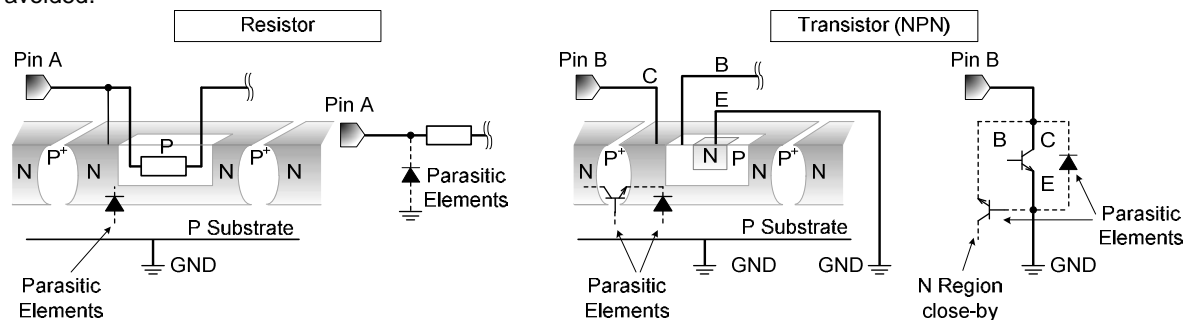 avoided.
Resistor
Transistor (NPN)
Pin A
Pin A
P
N
P+
N
N
P+
N
Parasitic
Elements
P Substrate
GND
Parasitic
Elements
Pin B
C
B
E
Pin B
N
P+
N
N
P
N
P+
N
P Substrate
GND
GND
Parasitic
Elements
B
C
E
Parasitic
Elements
GND
N Region
close-by